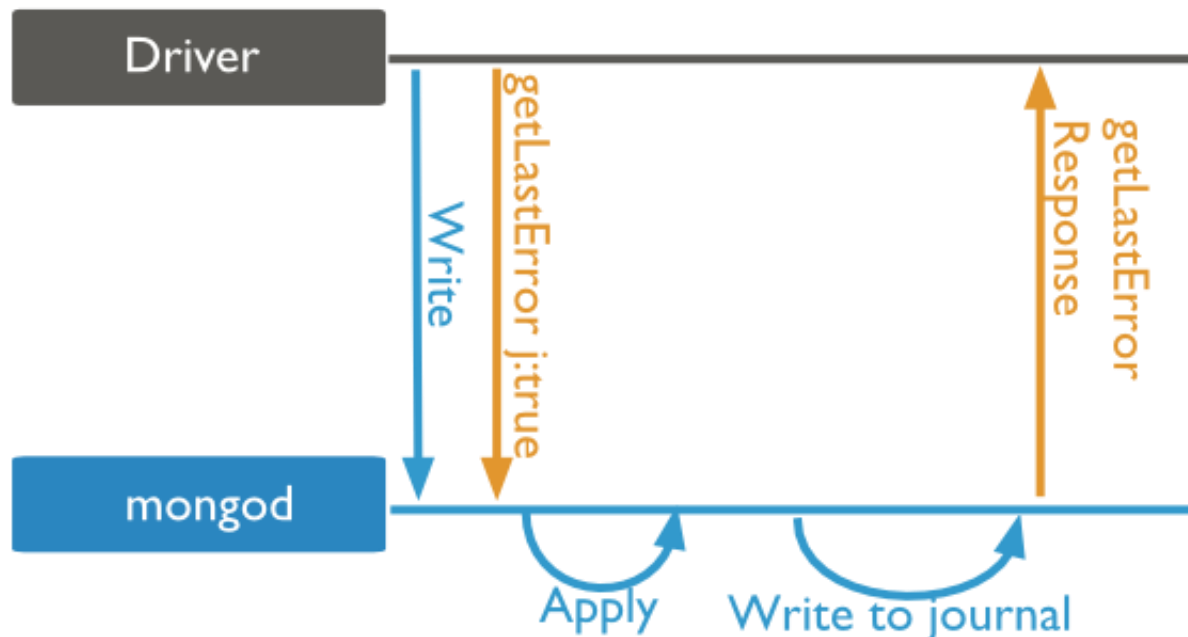 Driver
Write
getLastError j:true
getLastError
Response
mongod
Apply
Write to journal